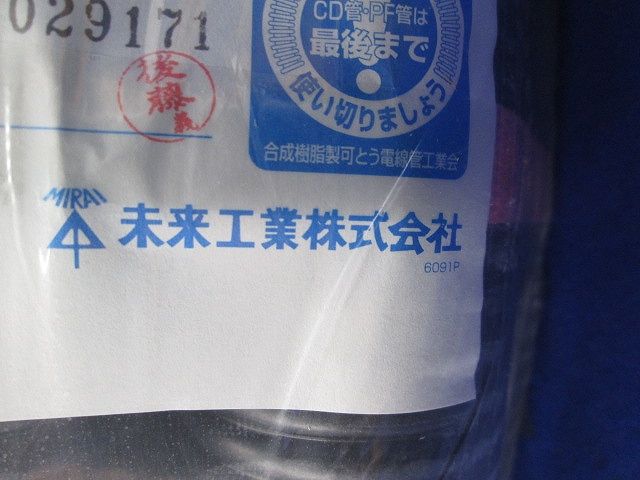 029171
後藤
CD管・PF管は
最後まで
使い切りましょう
合成樹脂製可とう電線管工業会
MIRAI
未来工業株式会社
6091P